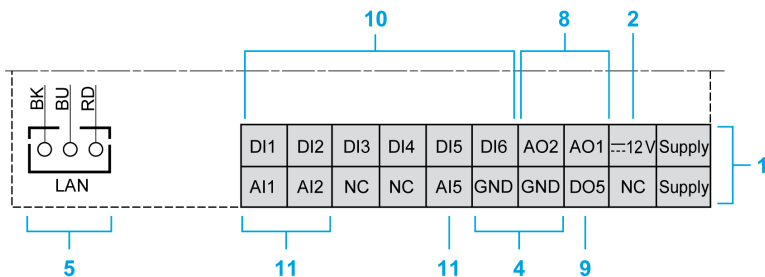 10 8 2
BK BU RD
DI1 DI2 DI3 DI4 DI5 DI6 AO2 AO1 ⎓12 V Supply
1
AI1 AI2 NC NC AI5 GND GND DO5 NC Supply
LAN
5 11 11 4 9